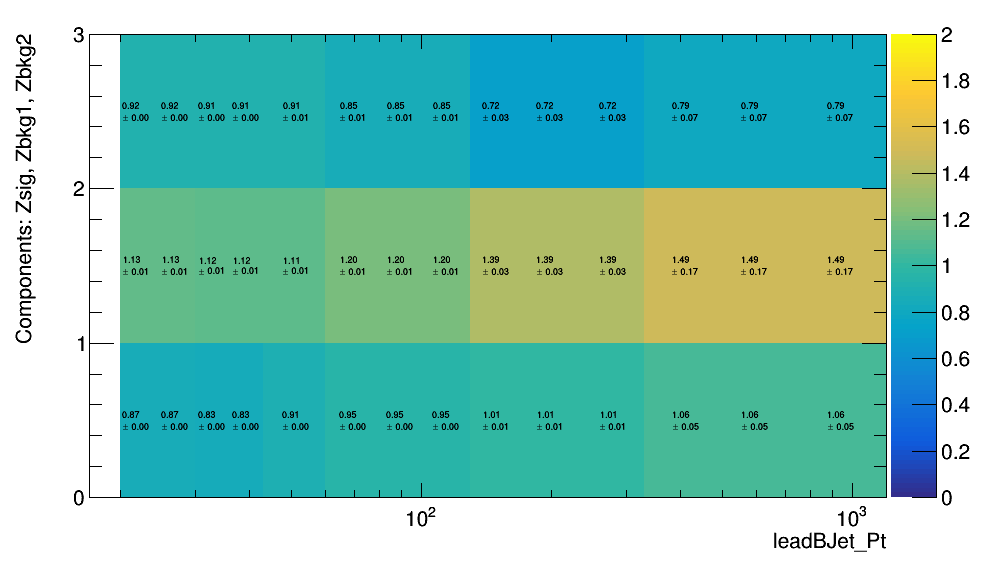 Components: Zsig, Zbkg1, Zbkg2
3
2
1.8
1.6
1.4
1.2
1
0.8
0.6
0.4
0.2
0
0.92 0.92 0.91 0.91 0.91 0.85 0.85 0.85 0.72 0.72 0.72 0.79 0.79 0.79
± 0.00 ± 0.00 ± 0.00 ± 0.00 ± 0.01 ± 0.01 ± 0.01 ± 0.01 ± 0.03 ± 0.03 ± 0.03 ± 0.07 ± 0.07 ± 0.07
2
1.13 1.13 1.12 1.12 1.11 1.20 1.20 1.20 1.39 1.39 1.39 1.49 1.49 1.49
± 0.01 ± 0.01 ± 0.01 ± 0.01 ± 0.01 ± 0.01 ± 0.01 ± 0.01 ± 0.03 ± 0.03 ± 0.03 ± 0.17 ± 0.17 ± 0.17
1
0.87 0.87 0.83 0.83 0.91 0.95 0.95 0.95 1.01 1.01 1.01 1.06 1.06 1.06
± 0.00 ± 0.00 ± 0.00 ± 0.00 ± 0.00 ± 0.00 ± 0.00 ± 0.00 ± 0.01 ± 0.01 ± 0.01 ± 0.05 ± 0.05 ± 0.05
0
10² 10³
leadBJet_Pt